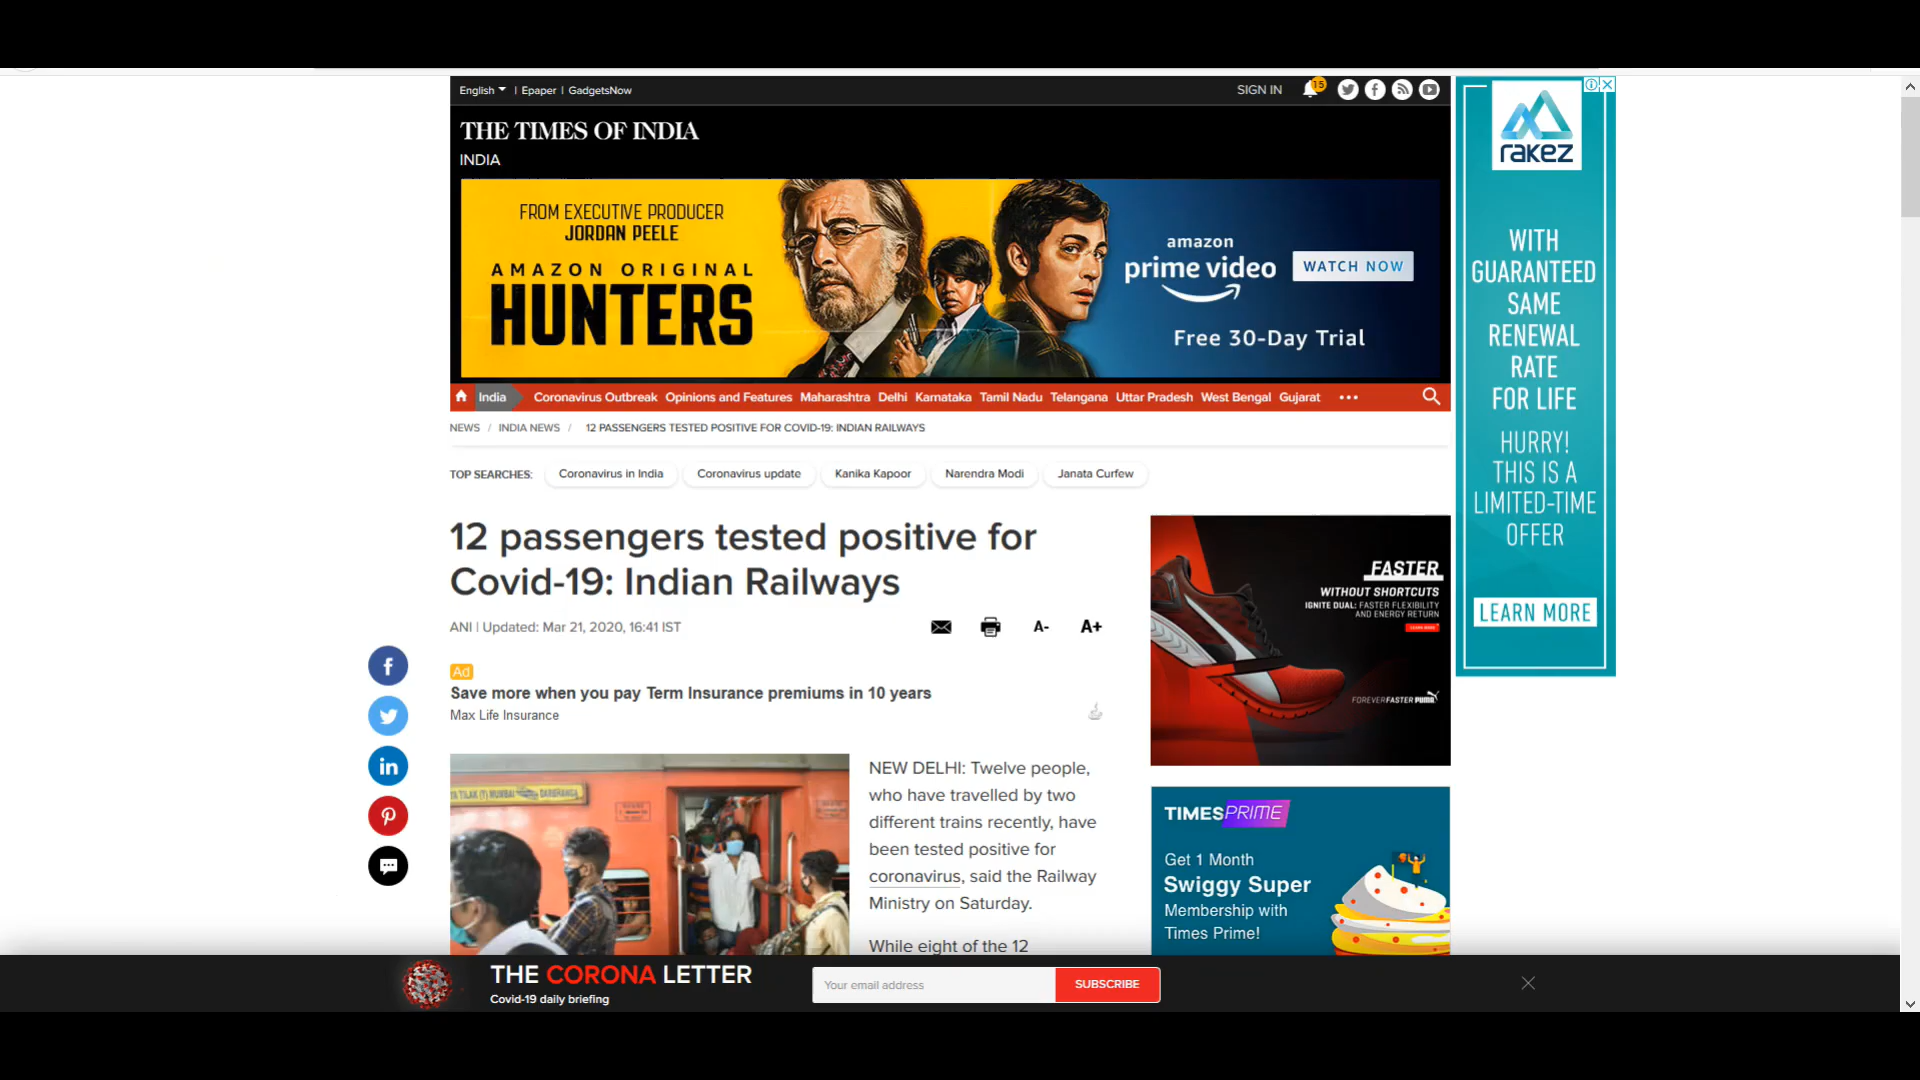 English | Epaper | GadgetsNow
SIGN IN
15
THE TIMES OF INDIA
INDIA
FROM EXECUTIVE PRODUCER
JORDAN PEELE
AMAZON ORIGINAL
HUNTERS
amazon
prime video
WATCH NOW
Free 30-Day Trial
rakez
WITH
GUARANTEED
SAME
RENEWAL
RATE
FOR LIFE
HURRY!
THIS IS A
LIMITED-TIME
OFFER
LEARN MORE
India Coronavirus Outbreak Opinions and Features Maharashtra Delhi Karnataka Tamil Nadu Telangana Uttar Pradesh West Bengal Gujarat
NEWS / INDIA NEWS / 12 PASSENGERS TESTED POSITIVE FOR COVID-19: INDIAN RAILWAYS
TOP SEARCHES: Coronavirus in India Coronavirus update Kanika Kapoor Narendra Modi Janata Curfew
12 passengers tested positive for
Covid-19: Indian Railways
ANI | Updated: Mar 21, 2020, 16:41 IST
A- A+
Ad
Save more when you pay Term Insurance premiums in 10 years
Max Life Insurance
NEW DELHI: Twelve people,
who have travelled by two
different trains recently, have
been tested positive for
coronavirus, said the Railway
Ministry on Saturday.
While eight of the 12
FASTER
WITHOUT SHORTCUTS
IGNITE DUAL: FASTER FLEXIBILITY
AND ENERGY RETURN
LEARN MORE
FOREVER FASTER PUMA
TIMES PRIME
Get 1 Month
Swiggy Super
Membership with
Times Prime!
THE CORONA LETTER
Covid-19 daily briefing
Your email address
SUBSCRIBE